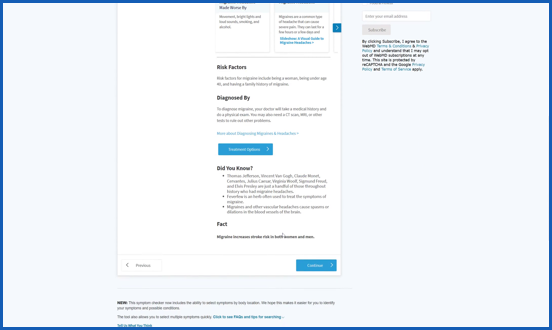 Made Worse By
Movement, bright lights and
loud sounds, smoking, and
alcohol
Migraines are a common type
of headache that can cause
severe pain. They can last for a
few hours or a few days and
Slideshow: A Visual Guide to
Migraine Headaches >
Risk Factors
Risk factors for migraine include being a woman, being under age
40, and having a family history of migraine.
Diagnosed By
To diagnose migraine, your doctor will take a medical history and
do a physical exam. You may also need a CT scan, MRI, or other
tests to rule out other problems.
More about Diagnosing Migraines & Headaches >
Treatment Options
Did You Know?
Thomas Jefferson, Vincent Van Gogh, Claude Monet,
Cervantes, Julius Caesar, Virginia Woolf, Sigmund Freud,
and Elvis Presley are just a handful of those throughout
history who had migraine headaches.
Feverfew is an herb often used to treat the symptoms of
migraine.
Migraines and other vascular headaches cause spasms or
dilations in the blood vessels of the brain.
Fact
Migraine increases stroke risk in both women and men.
Previous
Continue
Enter your email address
Subscribe
By clicking Subscribe, I agree to the
WebMD Terms & Conditions & Privacy
Policy and understand that I may opt
out of WebMD subscriptions at any
time. This site is protected by
reCAPTCHA and the Google Privacy
Policy and Terms of Service apply.
NEW: This symptom checker now includes the ability to select symptoms by body location. We hope this makes it easier for you to identify
your symptoms and possible conditions.
The tool also allows you to select multiple symptoms quickly. Click to see FAQs and tips for searching...
Tell Us What You Think